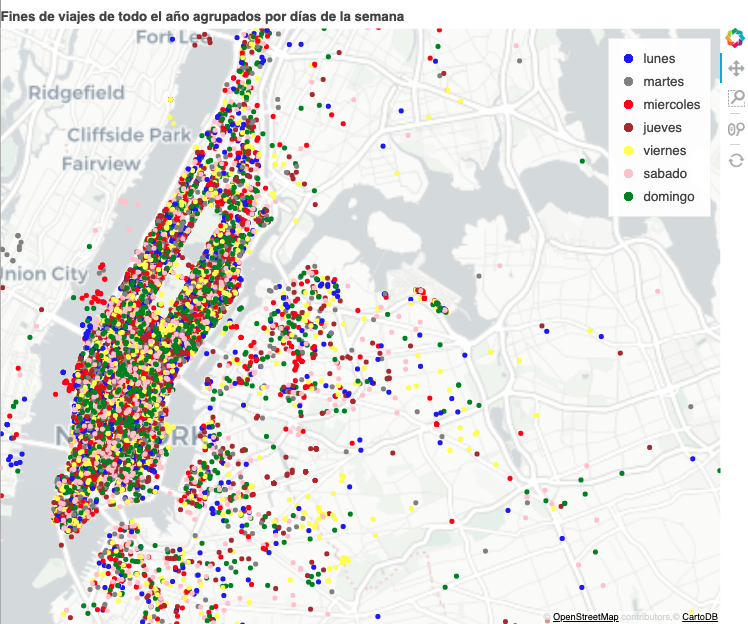 Fines de viajes de todo el año agrupados por días de la semana
Fort Lee
lunes
martes
miercoles
jueves
viernes
sabado
domingo
Ridgefield
Cliffside Park
Fairview
Union City
© OpenStreetMap contributors,© CartoDB